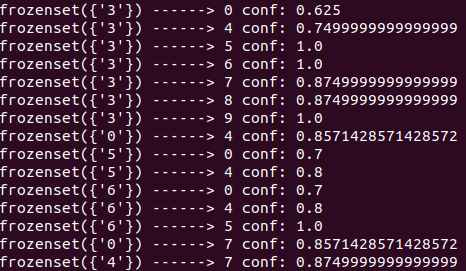 frozenset({'3'}) ------> 0 conf: 0.625
frozenset({'3'}) ------> 4 conf: 0.7499999999999999
frozenset({'3'}) ------> 5 conf: 1.0
frozenset({'3'}) ------> 6 conf: 1.0
frozenset({'3'}) ------> 7 conf: 0.8749999999999999
frozenset({'3'}) ------> 8 conf: 0.8749999999999999
frozenset({'3'}) ------> 9 conf: 1.0
frozenset({'0'}) ------> 4 conf: 0.8571428571428572
frozenset({'5'}) ------> 0 conf: 0.7
frozenset({'5'}) ------> 4 conf: 0.8
frozenset({'6'}) ------> 0 conf: 0.7
frozenset({'6'}) ------> 4 conf: 0.8
frozenset({'6'}) ------> 5 conf: 1.0
frozenset({'0'}) ------> 7 conf: 0.8571428571428572
frozenset({'4'}) ------> 7 conf: 0.8749999999999999